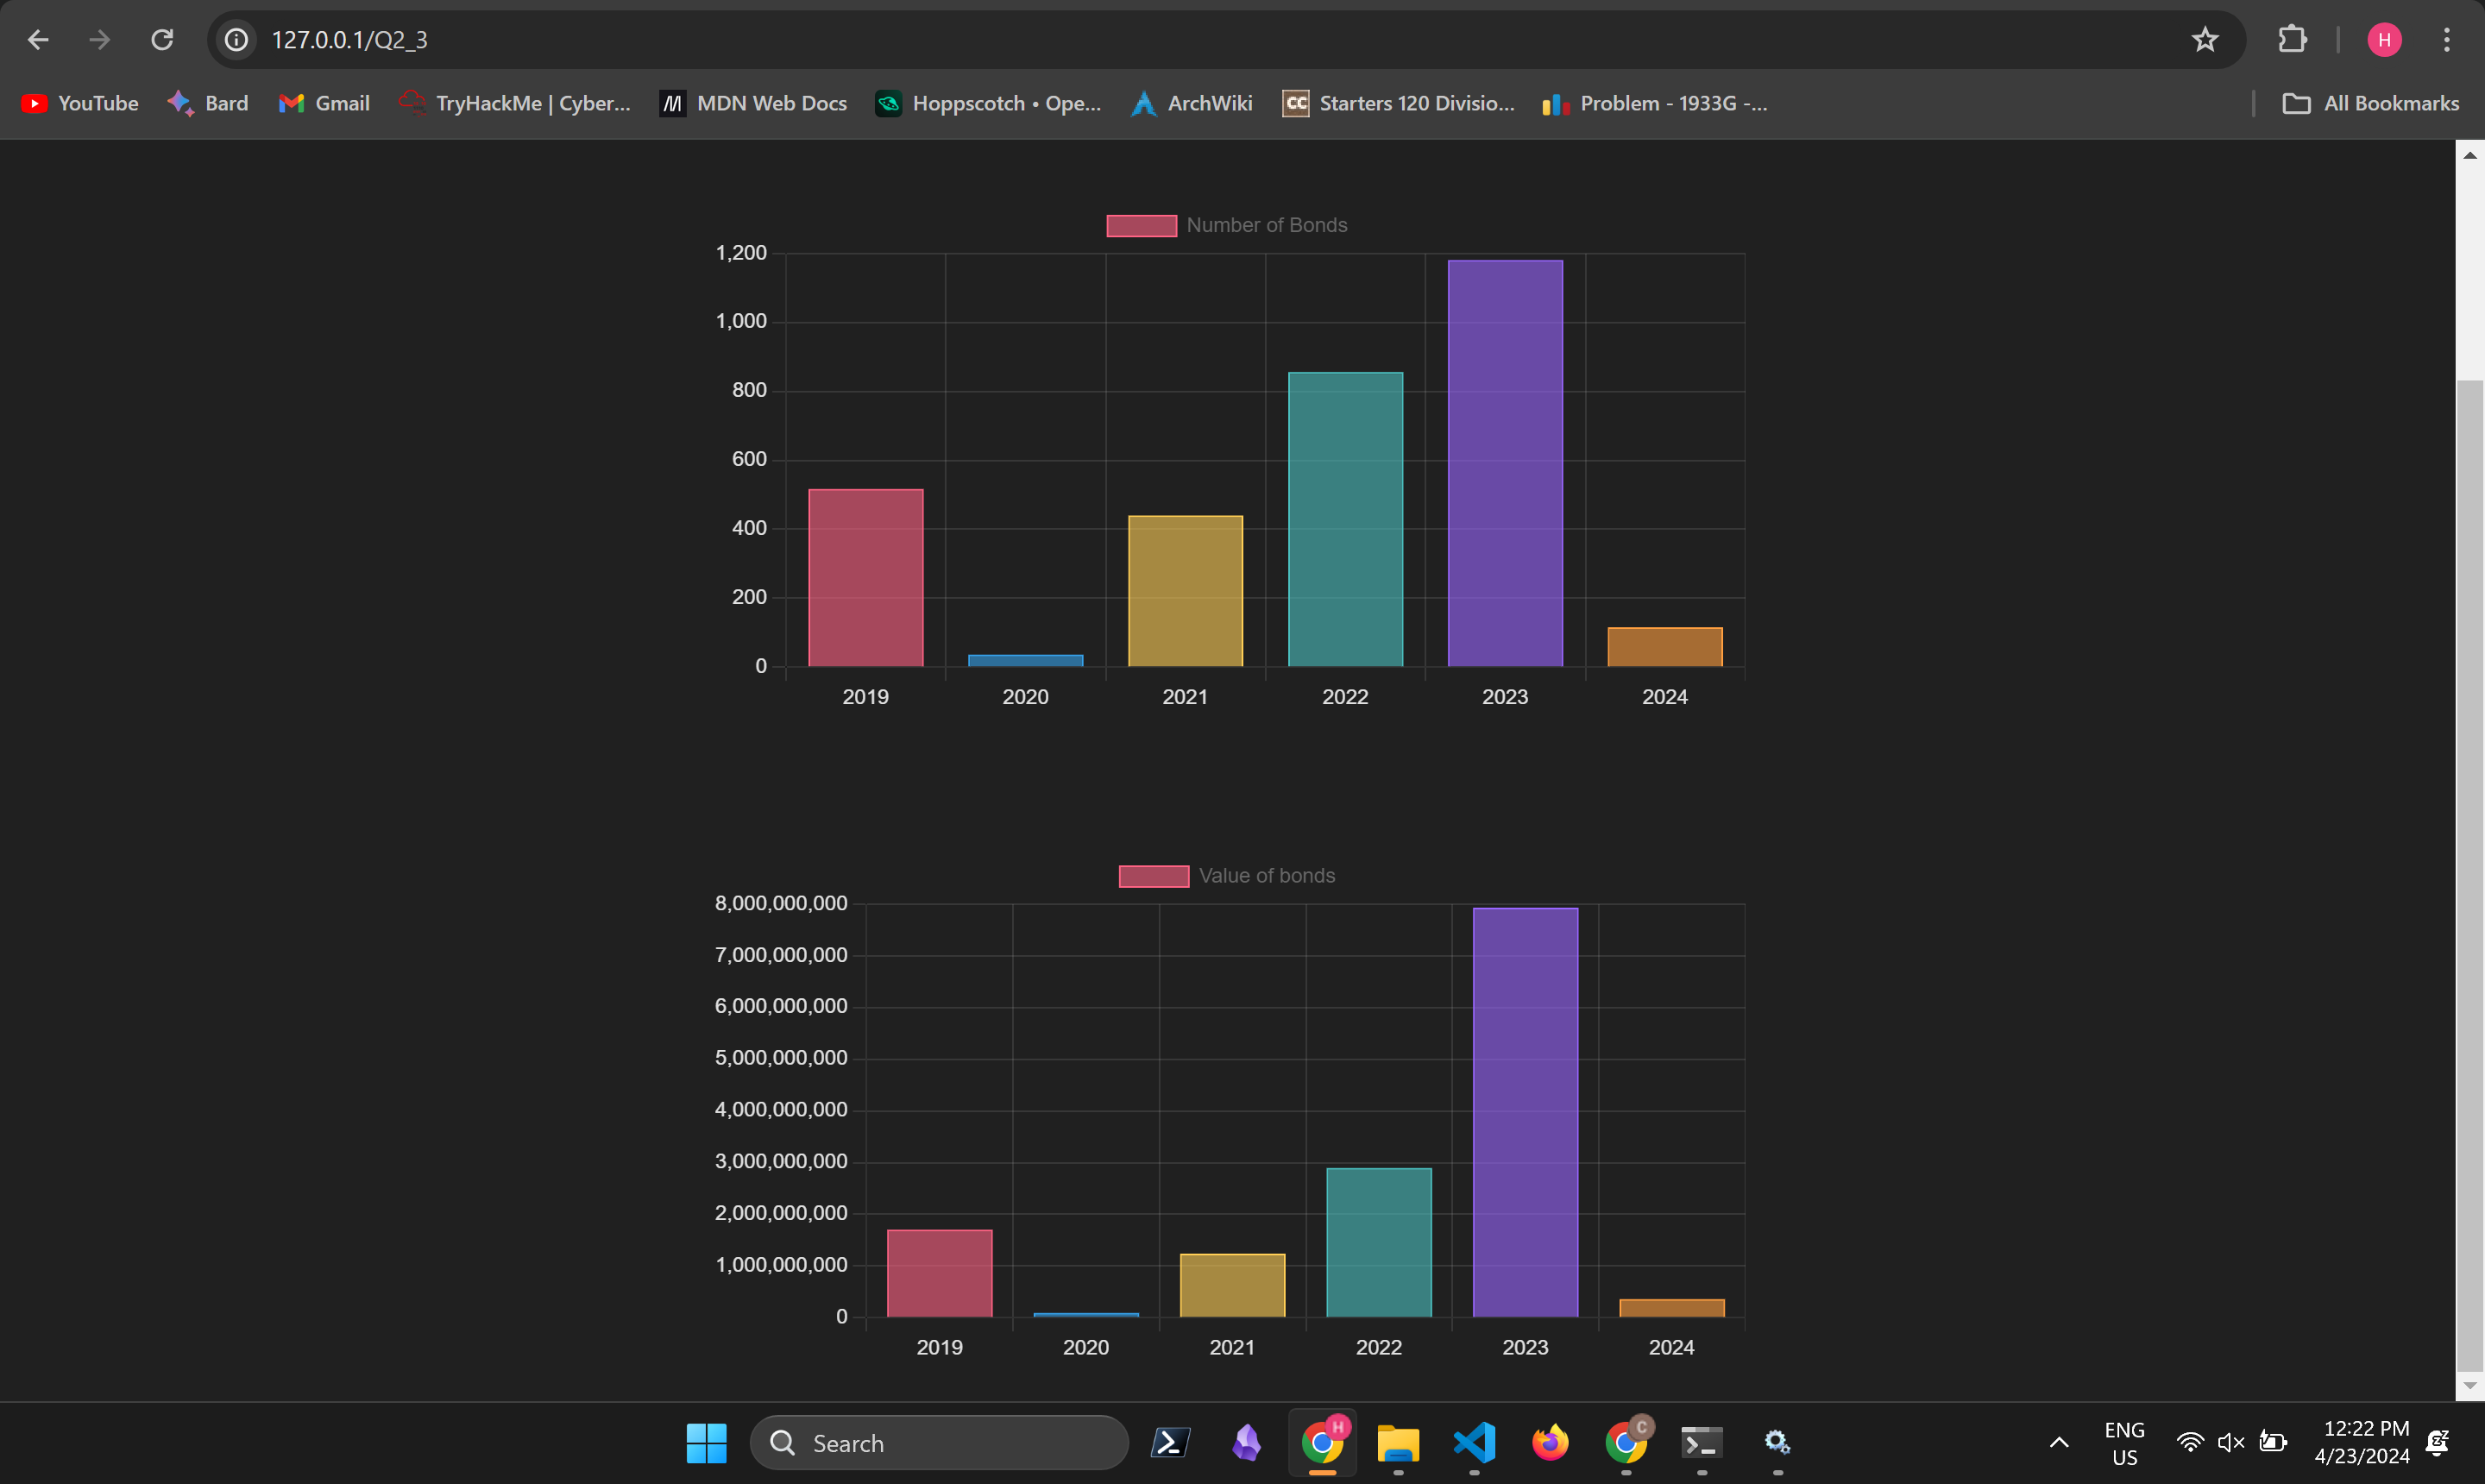 127.0.0.1/Q2_3
H
YouTube
Bard
Gmail
TryHackMe | Cyber...
MDN Web Docs
Hoppscotch • Ope...
ArchWiki
CC
Starters 120 Divisio...
Problem - 1933G -...
All Bookmarks
Number of Bonds
1,200
1,000
800
600
400
200
0
2019 2020 2021 2022 2023 2024
Value of bonds
8,000,000,000
7,000,000,000
6,000,000,000
5,000,000,000
4,000,000,000
3,000,000,000
2,000,000,000
1,000,000,000
0
2019 2020 2021 2022 2023 2024
Search
H
C
ENG
US
12:22 PM
4/23/2024